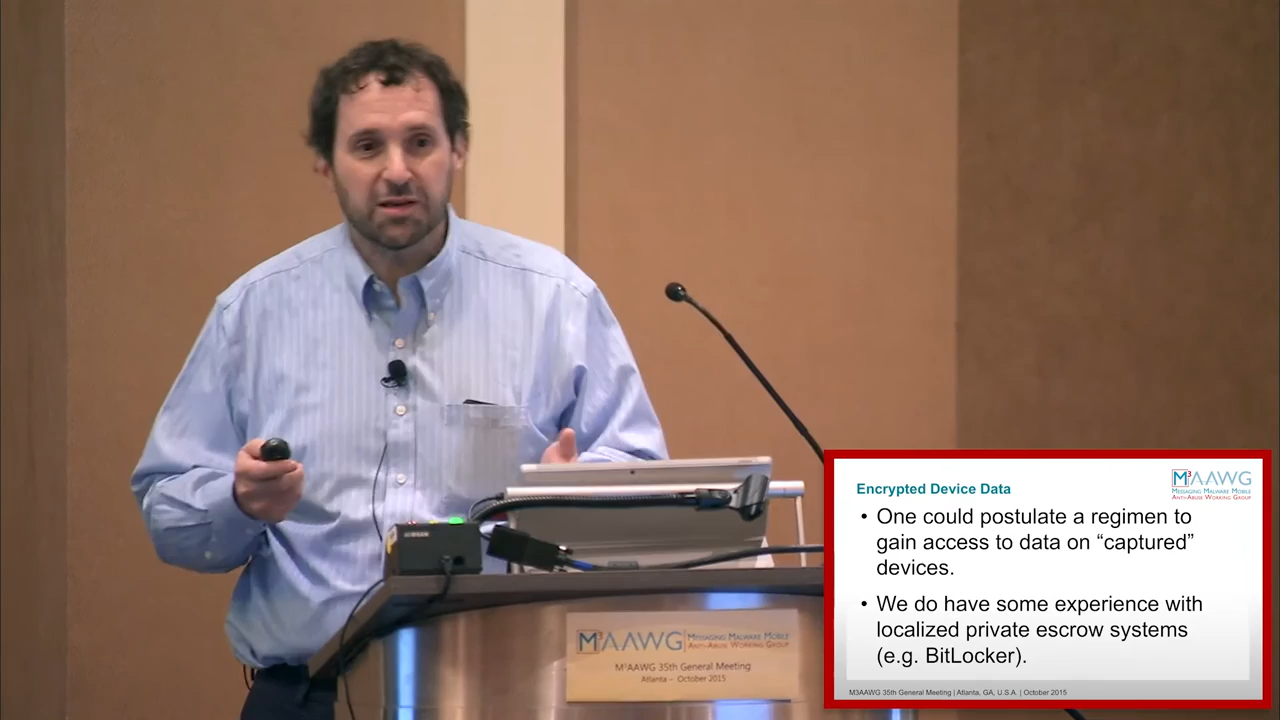 M³AAWG
MESSAGING MALWARE MOBILE
ANTI-ABUSE WORKING GROUP
M³AAWG 35th General Meeting
Atlanta – October 2015
M³AAWG
MESSAGING MALWARE MOBILE
ANTI-ABUSE WORKING GROUP
Encrypted Device Data
• One could postulate a regimen to
gain access to data on “captured”
devices.
• We do have some experience with
localized private escrow systems
(e.g. BitLocker).
M3AAWG 35th General Meeting | Atlanta, GA, U.S.A. | October 2015